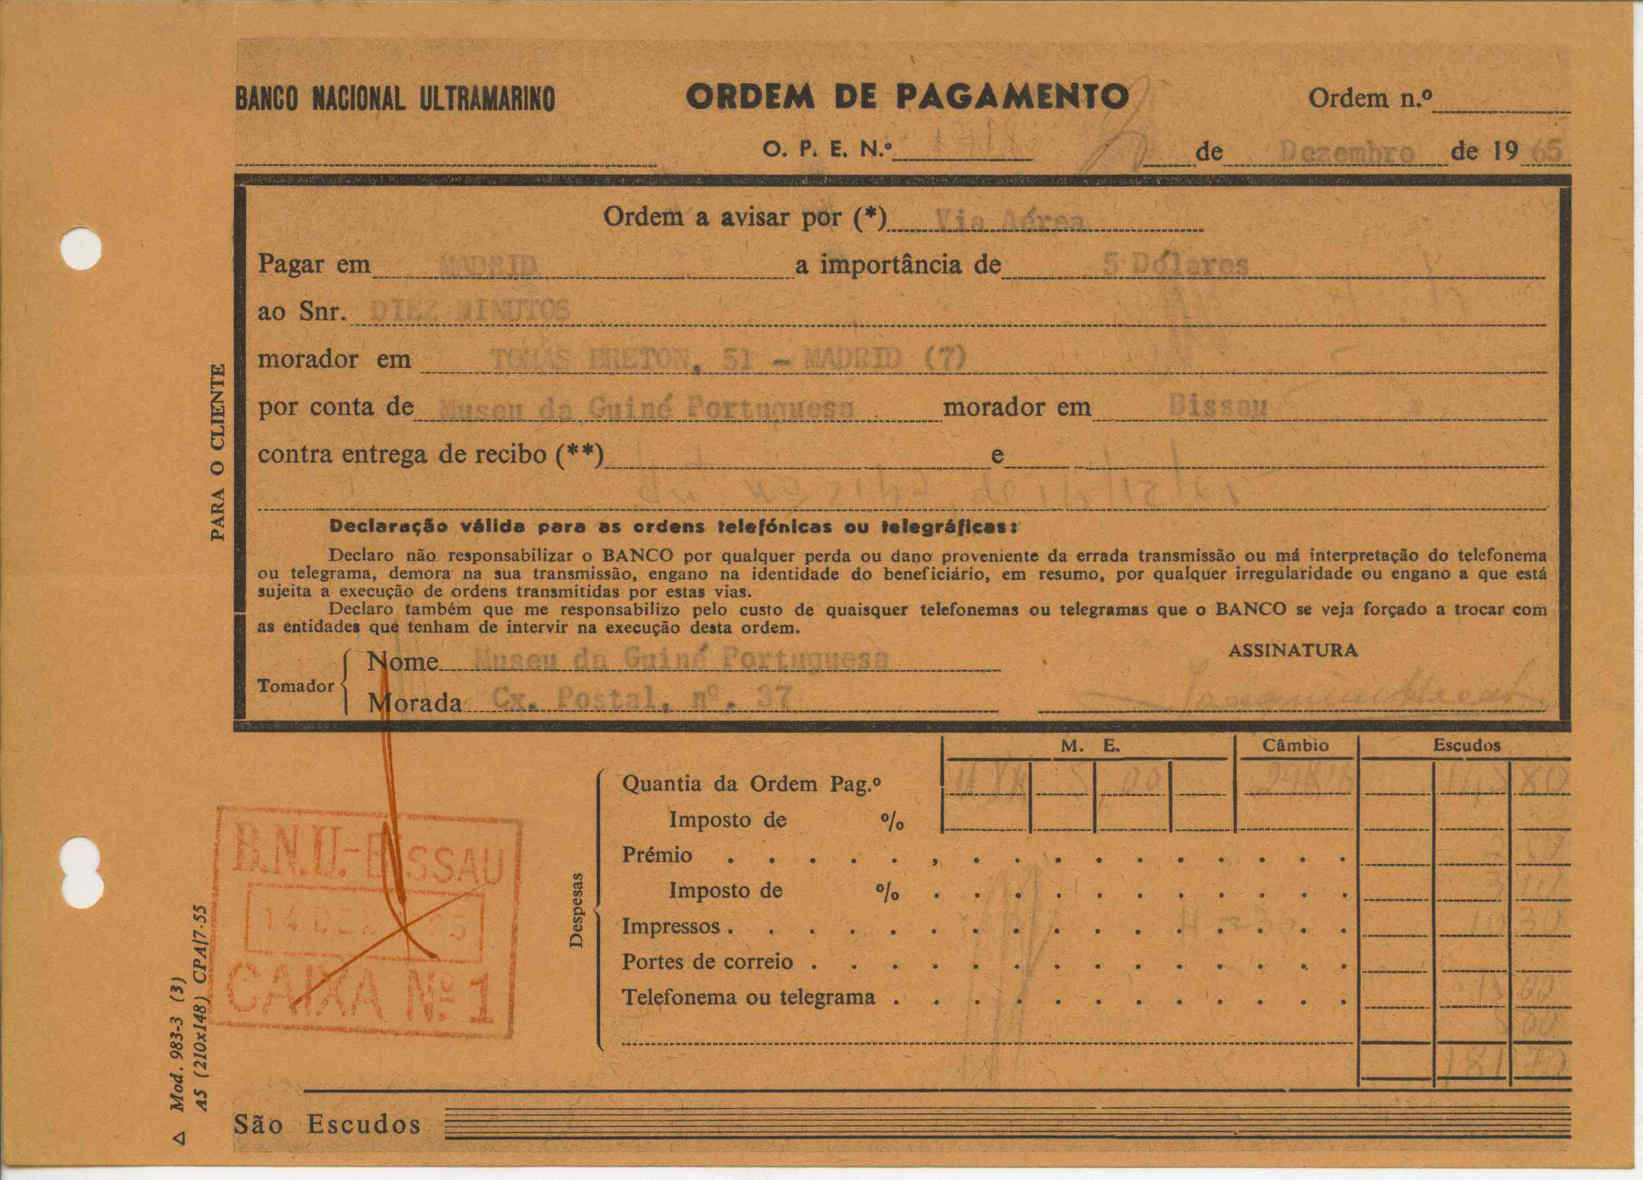 BANCO NACIONAL ULTRAMARINO
ORDEM DE PAGAMENTO
Ordem n.º
O. P. E. N.º
de Dezembro de 1965
Ordem a avisar por (*) Via Aérea
Pagar em MADRID a importância de 5 Dólares
ao Snr. DIEZ MINUTOS
morador em TOMAS BRETON, 51 - MADRID (7)
por conta de Museu da Guiné Portuguesa morador em Bissau
contra entrega de recibo (**) e
Declaração válida para as ordens telefónicas ou telegráficas:
Declaro não responsabilizar o BANCO por qualquer perda ou dano proveniente da errada transmissão ou má interpretação do telefonema
ou telegrama, demora na sua transmissão, engano na identidade do beneficiário, em resumo, por qualquer irregularidade ou engano a que está
sujeita a execução de ordens transmitidas por estas vias.
Declaro também que me responsabilizo pelo custo de quaisquer telefonemas ou telegramas que o BANCO se veja forçado a trocar com
as entidades que tenham de intervir na execução desta ordem.
ASSINATURA
Tomador
Nome Museu da Guiné Portuguesa
Morada Cx. Postal, nº. 37
PARA O CLIENTE
M. E. Câmbio Escudos
Quantia da Ordem Pag.º
Imposto de %
Prémio
Imposto de %
Impressos
Portes de correio
Telefonema ou telegrama
Despesas
B.N.U.-BISSAU
14 DEZ
CAIXA Nº 1
Mod. 983-3 (3)
A5 (210x148) CPA/7-55
São Escudos